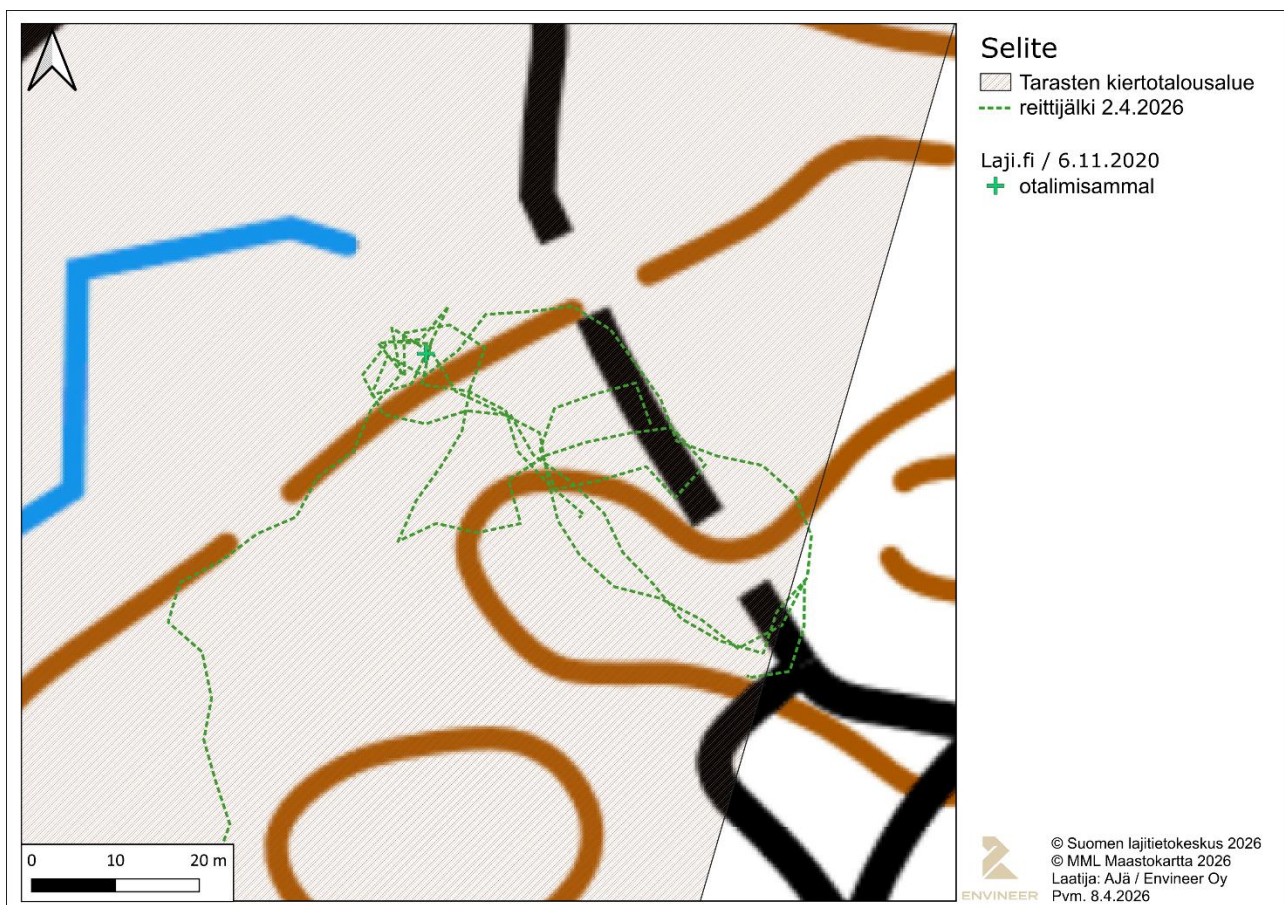 Selite
Tarasten kiertotalousalue
reittijälki 2.4.2026
Laji.fi / 6.11.2020
otalimisammal
0 10 20 m
ENVINEER
© Suomen lajitietokeskus 2026
© MML Maastokartta 2026
Laatija: AJä / Envineer Oy
Pvm. 8.4.2026